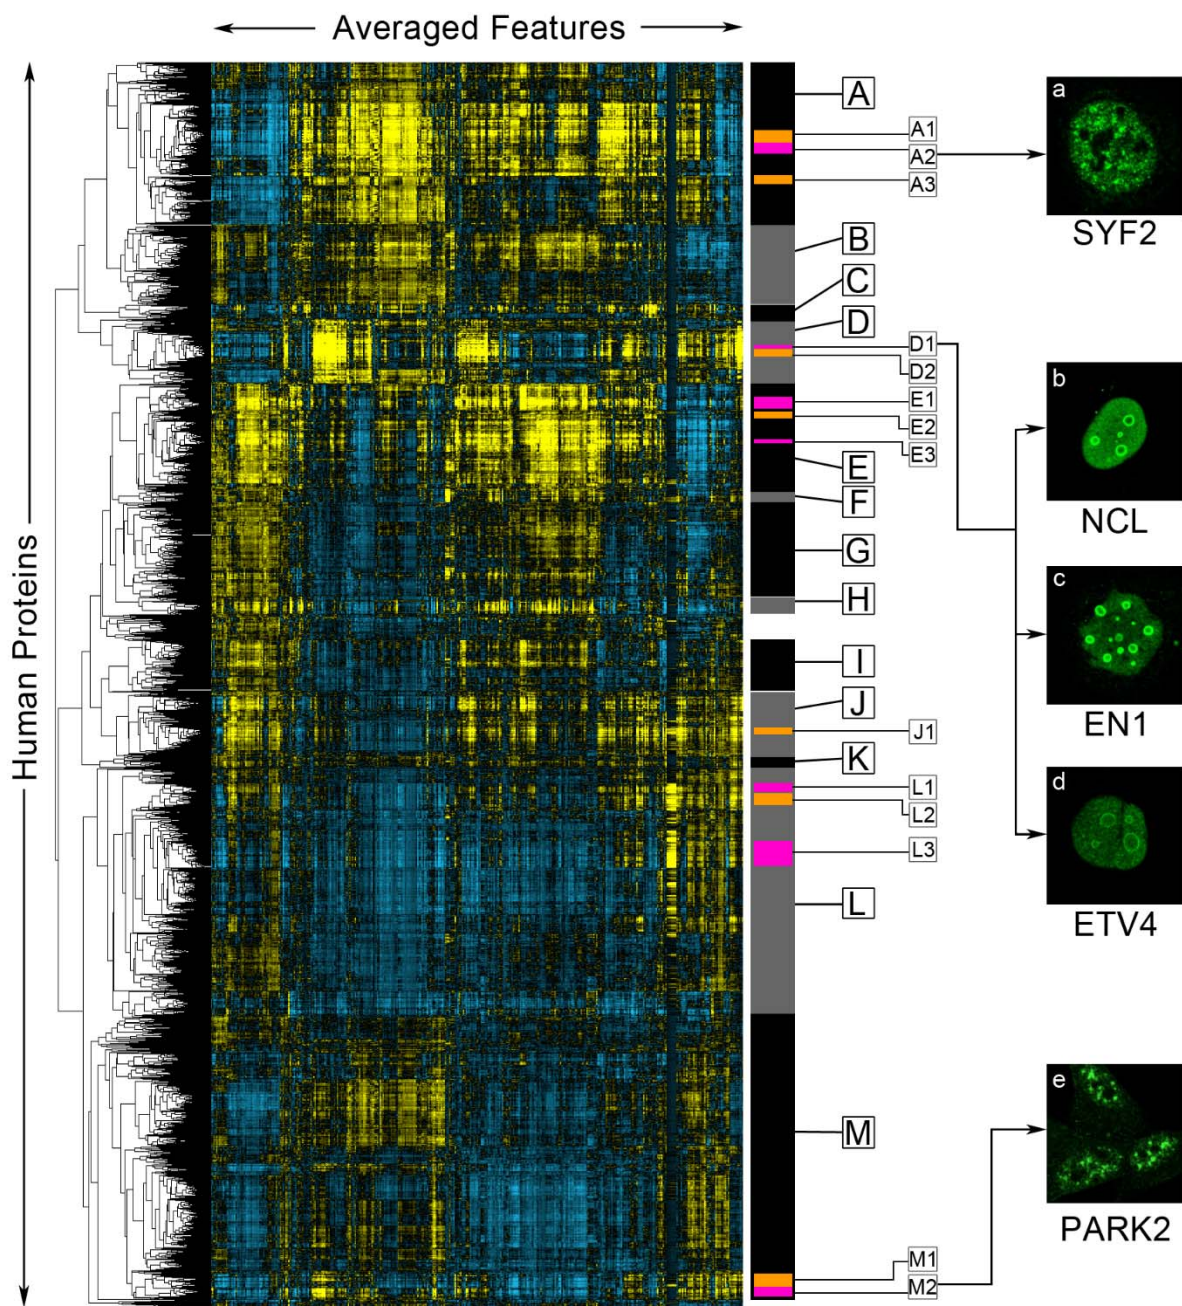 Averaged Features
Human Proteins
A
A1
A2
A3
B
C
D
D1
D2
E1
E2
E3
E
F
G
H
I
J
J1
K
L1
L2
L3
L
M
M1
M2
a
SYF2
b
NCL
c
EN1
d
ETV4
e
PARK2